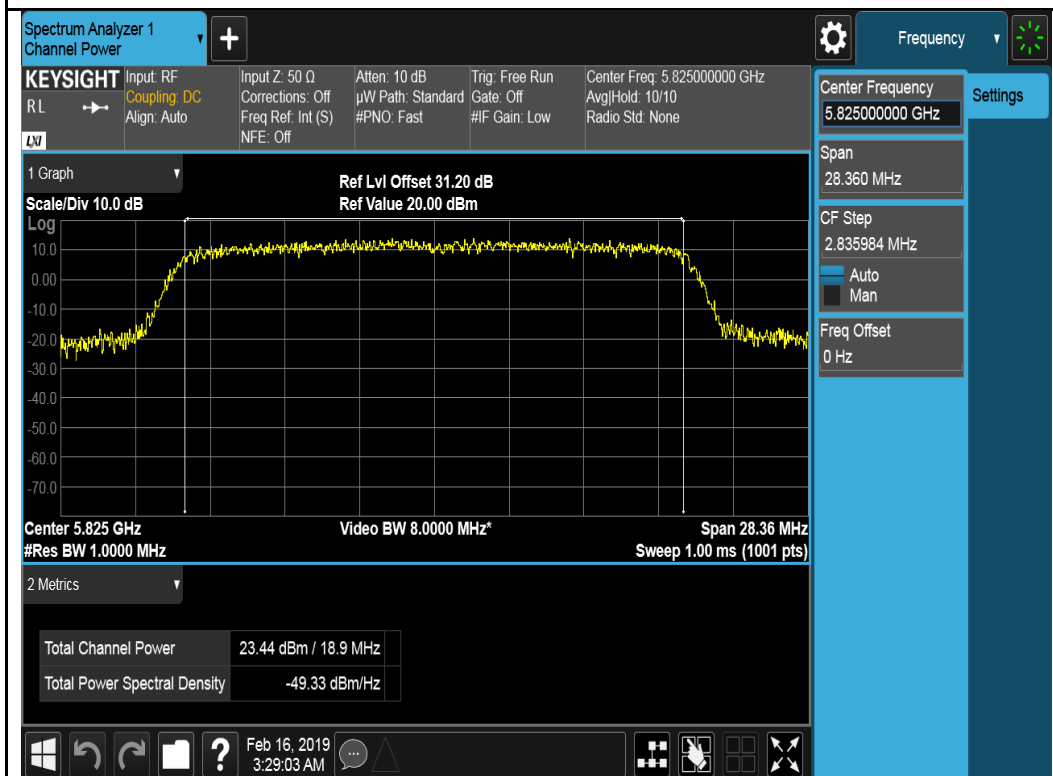 Spectrum Analyzer 1
Channel Power
Frequency
KEYSIGHT
RL
LXI
Input: RF
Coupling: DC
Align: Auto
Input Z: 50 Ω
Corrections: Off
Freq Ref: Int (S)
NFE: Off
Atten: 10 dB
µW Path: Standard
#PNO: Fast
Trig: Free Run
Gate: Off
#IF Gain: Low
Center Freq: 5.825000000 GHz
Avg|Hold: 10/10
Radio Std: None
Center Frequency
5.825000000 GHz
Settings
Span
28.360 MHz
CF Step
2.835984 MHz
Auto
Man
Freq Offset
0 Hz
1 Graph
Scale/Div 10.0 dB
Ref Lvl Offset 31.20 dB
Ref Value 20.00 dBm
Log
10.0
0.00
-10.0
-20.0
-30.0
-40.0
-50.0
-60.0
-70.0
Center 5.825 GHz
#Res BW 1.0000 MHz
Video BW 8.0000 MHz*
Span 28.36 MHz
Sweep 1.00 ms (1001 pts)
2 Metrics
Total Channel Power 23.44 dBm / 18.9 MHz
Total Power Spectral Density -49.33 dBm/Hz
?
Feb 16, 2019
3:29:03 AM